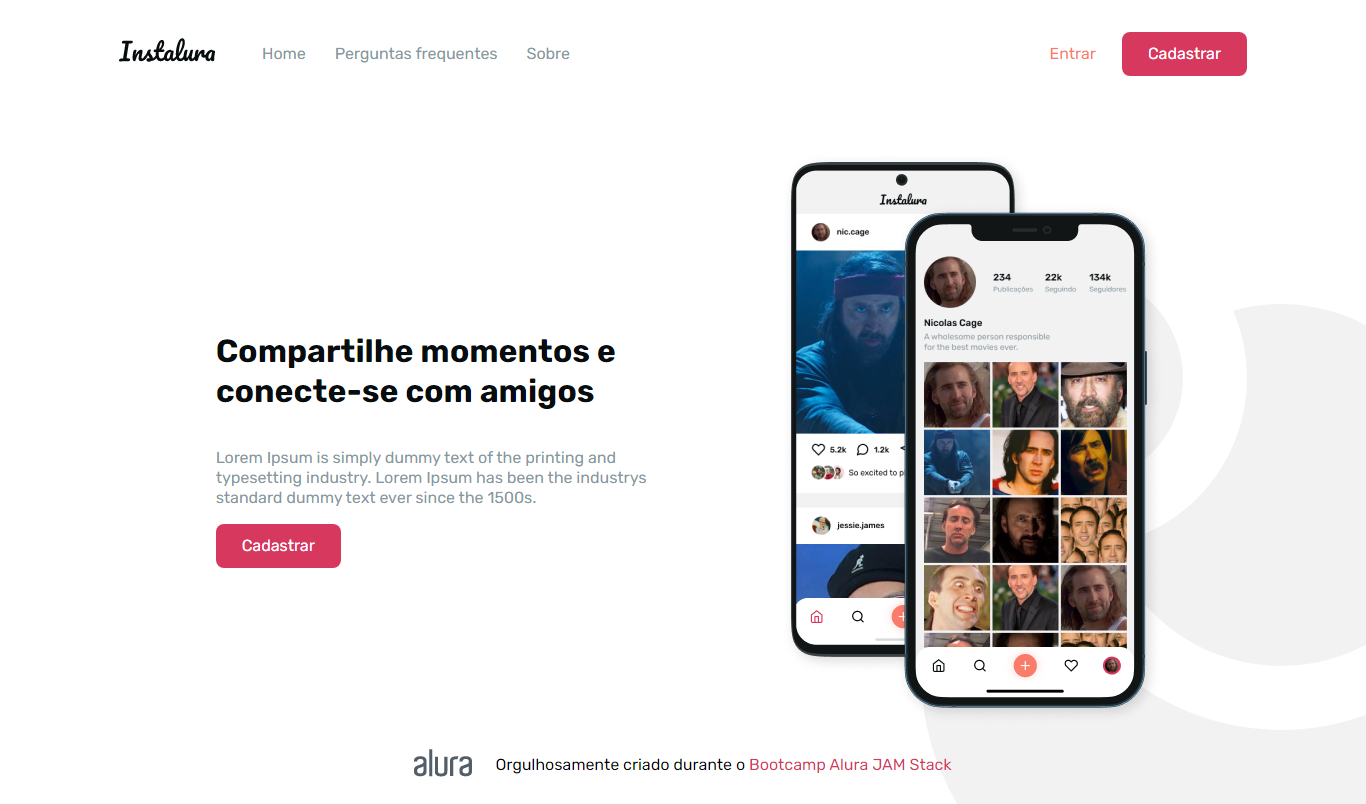 Instalura
Home Perguntas frequentes Sobre
Entrar Cadastrar
Compartilhe momentos e
conecte-se com amigos
Lorem Ipsum is simply dummy text of the printing and
typesetting industry. Lorem Ipsum has been the industrys
standard dummy text ever since the 1500s.
Cadastrar
Instalura
nic.cage
5.2k 1.2k
So excited to p
jessie.james
234 22k 134k
Publicações Seguindo Seguidores
Nicolas Cage
A wholesome person responsible
for the best movies ever.
alura Orgulhosamente criado durante o Bootcamp Alura JAM Stack